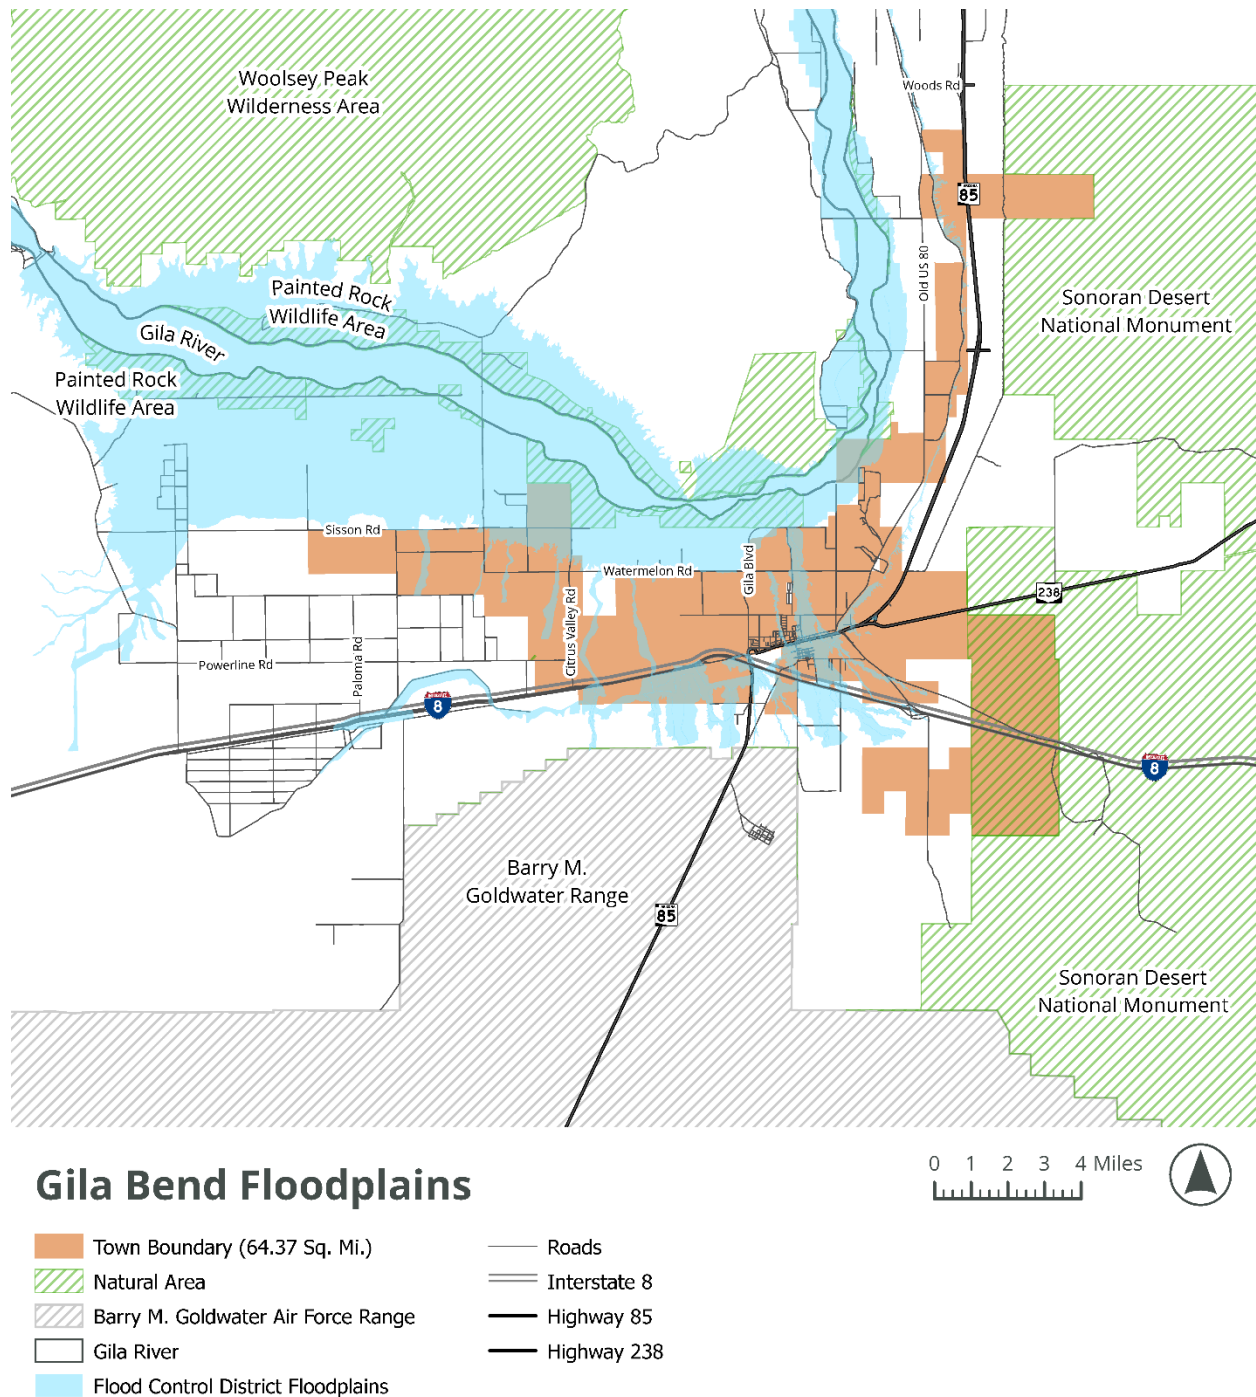 Woolsey Peak
Wilderness Area
Woods Rd
85
Old US 80
Sonoran Desert
National Monument
Painted Rock
Wildlife Area
Gila River
Painted Rock
Wildlife Area
Sisson Rd
Watermelon Rd
Gila Blvd
238
Citrus Valley Rd
Paloma Rd
Powerline Rd
8
8
Barry M.
Goldwater Range
85
Sonoran Desert
National Monument
Gila Bend Floodplains
0 1 2 3 4 Miles
Town Boundary (64.37 Sq. Mi.)
Natural Area
Barry M. Goldwater Air Force Range
Gila River
Flood Control District Floodplains
Roads
Interstate 8
Highway 85
Highway 238